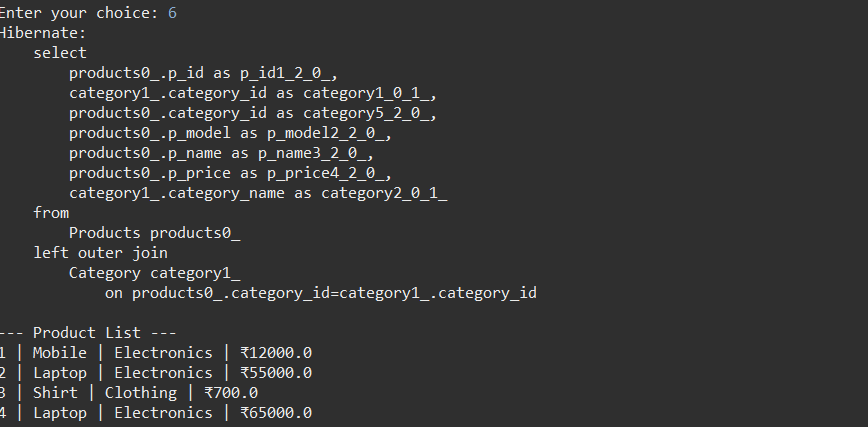 Enter your choice: 6
Hibernate:
    select
        products0_.p_id as p_id1_2_0_,
        category1_.category_id as category1_0_1_,
        products0_.category_id as category5_2_0_,
        products0_.p_model as p_model2_2_0_,
        products0_.p_name as p_name3_2_0_,
        products0_.p_price as p_price4_2_0_,
        category1_.category_name as category2_0_1_
    from
        Products products0_
    left outer join
        Category category1_
            on products0_.category_id=category1_.category_id
--- Product List ---
1 | Mobile | Electronics | ₹12000.0
2 | Laptop | Electronics | ₹55000.0
3 | Shirt | Clothing | ₹700.0
4 | Laptop | Electronics | ₹65000.0